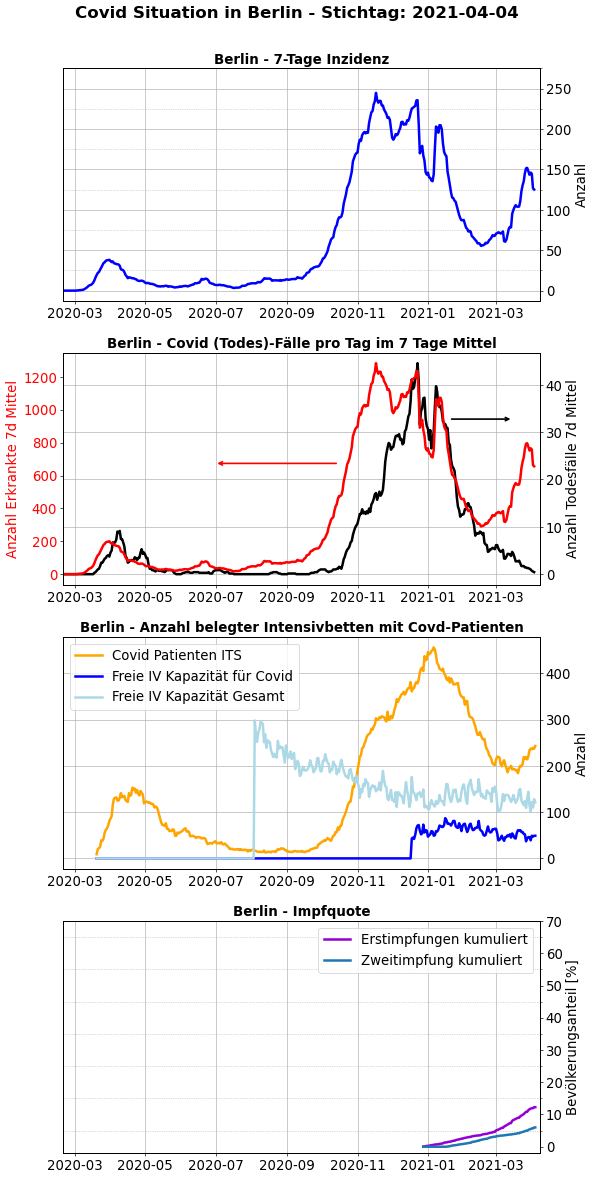 Covid Situation in Berlin - Stichtag: 2021-04-04
Berlin - 7-Tage Inzidenz
250
200
150
100
50
0
Anzahl
2020-03 2020-05 2020-07 2020-09 2020-11 2021-01 2021-03
Berlin - Covid (Todes)-Fälle pro Tag im 7 Tage Mittel
Anzahl Erkrankte 7d Mittel
1200
1000
800
600
400
200
0
40
30
20
10
0
Anzahl Todesfälle 7d Mittel
2020-03 2020-05 2020-07 2020-09 2020-11 2021-01 2021-03
Berlin - Anzahl belegter Intensivbetten mit Covd-Patienten
Covid Patienten ITS
Freie IV Kapazität für Covid
Freie IV Kapazität Gesamt
400
300
200
100
0
Anzahl
2020-03 2020-05 2020-07 2020-09 2020-11 2021-01 2021-03
Berlin - Impfquote
Erstimpfungen kumuliert
Zweitimpfung kumuliert
70
60
50
40
30
20
10
0
Bevölkerungsanteil [%]
2020-03 2020-05 2020-07 2020-09 2020-11 2021-01 2021-03